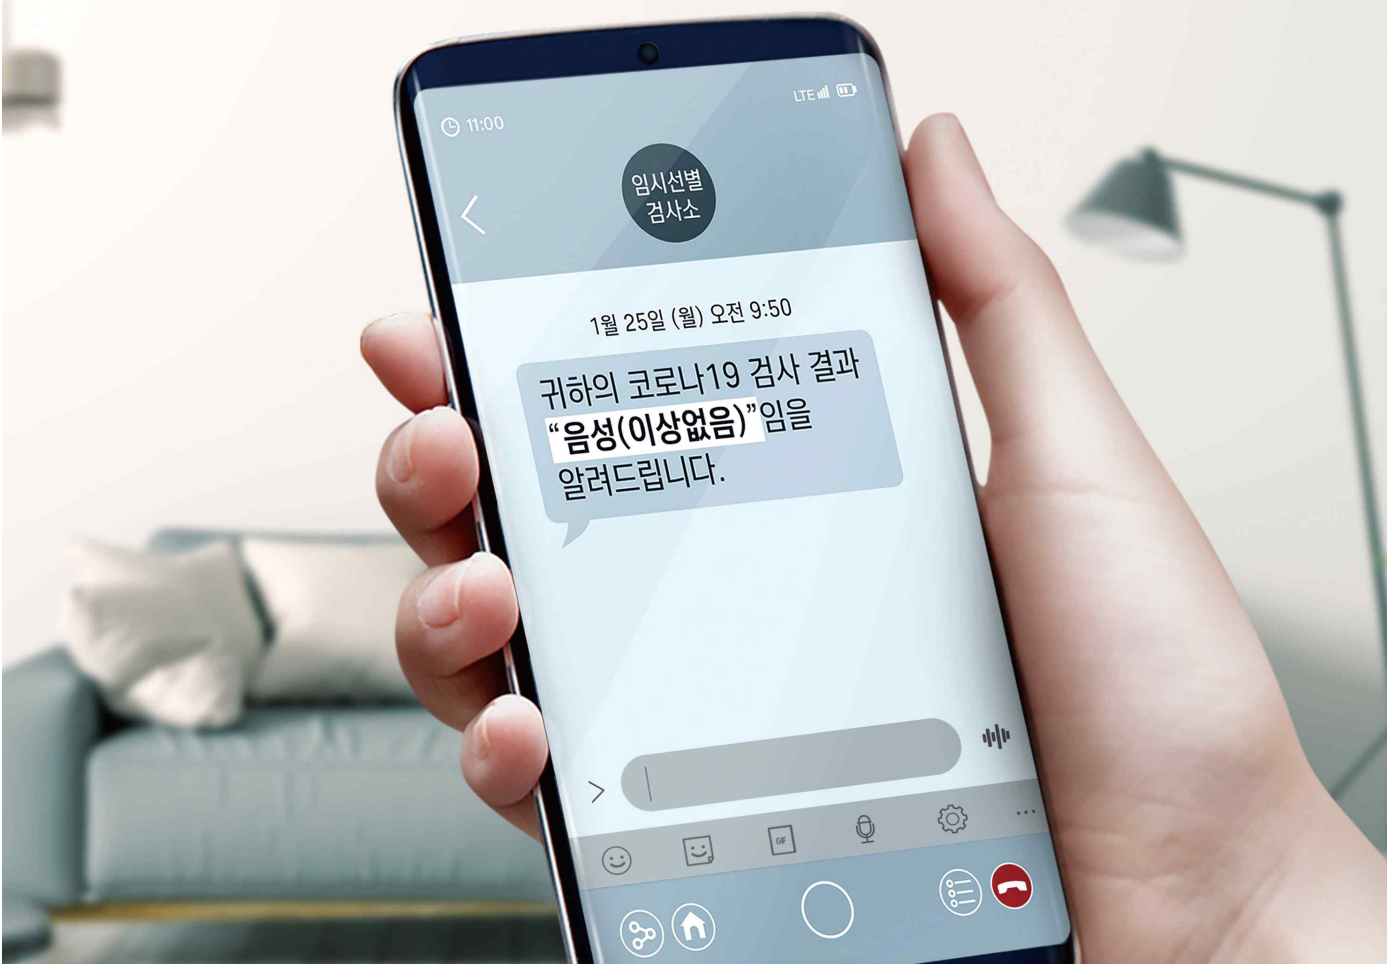 11:00
LTE
임시선별
검사소
1월 25일 (월) 오전 9:50
귀하의 코로나19 검사 결과
“음성(이상없음)”임을
알려드립니다.
GIF